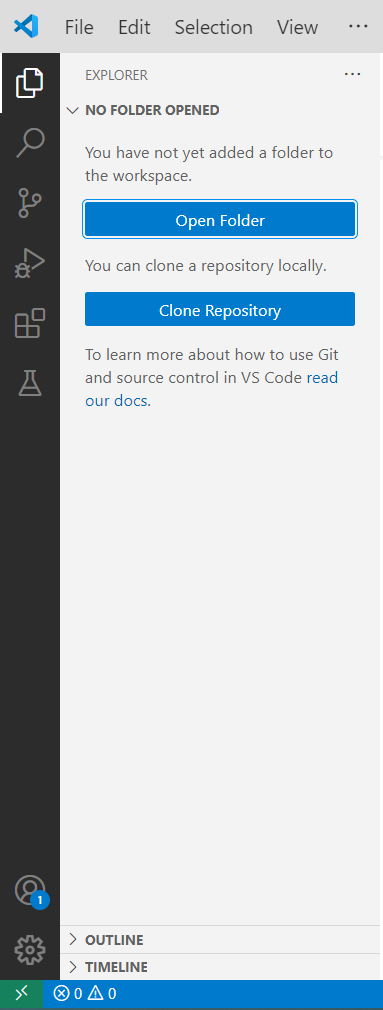 File Edit Selection View ···
EXPLORER ···
NO FOLDER OPENED
You have not yet added a folder to
the workspace.
Open Folder
You can clone a repository locally.
Clone Repository
To learn more about how to use Git
and source control in VS Code read
our docs.
1
OUTLINE
TIMELINE
0 0